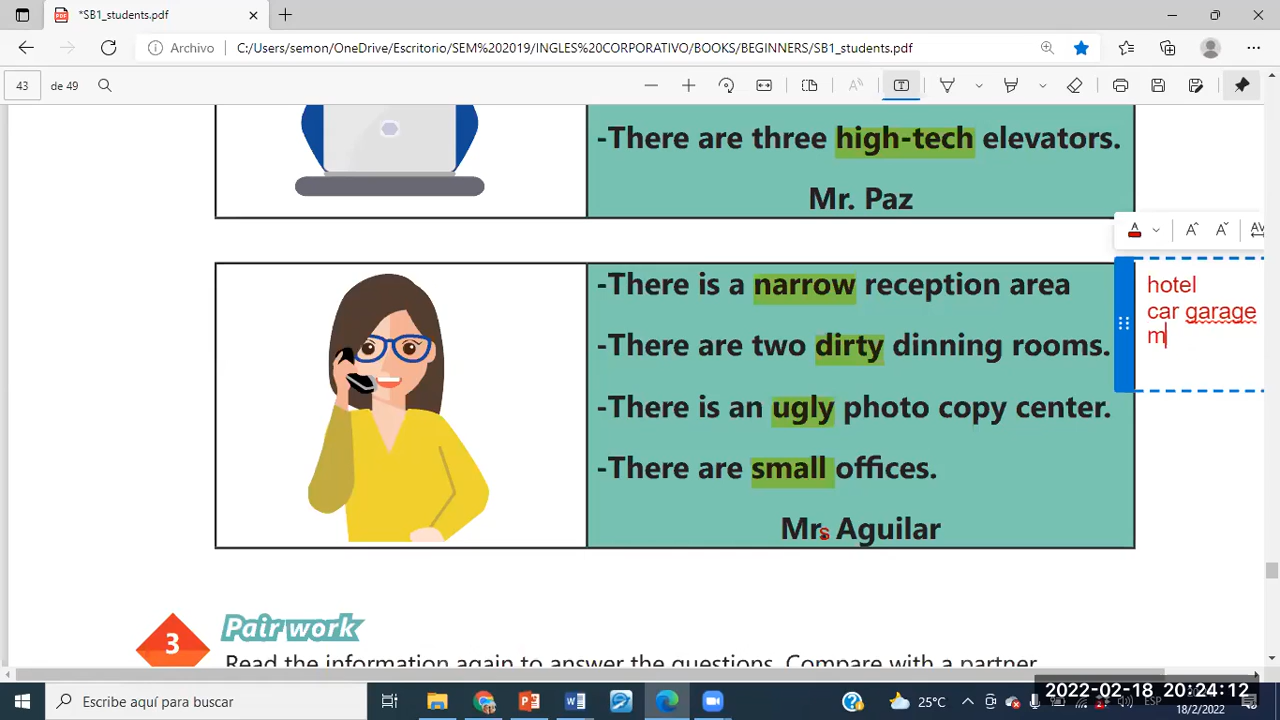 *SB1_students.pdf
Archivo
C:/Users/semon/OneDrive/Escritorio/SEM%202019/INGLES%20CORPORATIVO/BOOKS/BEGINNERS/SB1_students.pdf
43 de 49
-There are three high-tech elevators.
Mr. Paz
-There is a narrow reception area
-There are two dirty dinning rooms.
-There is an ugly photo copy center.
-There are small offices.
Mrs Aguilar
hotel
car garage
m
3 Pair work
Read the information again to answer the questions. Compare with a partner
Escribe aquí para buscar
25°C
ESP
2022-02-18 20:24:12
18/2/2022